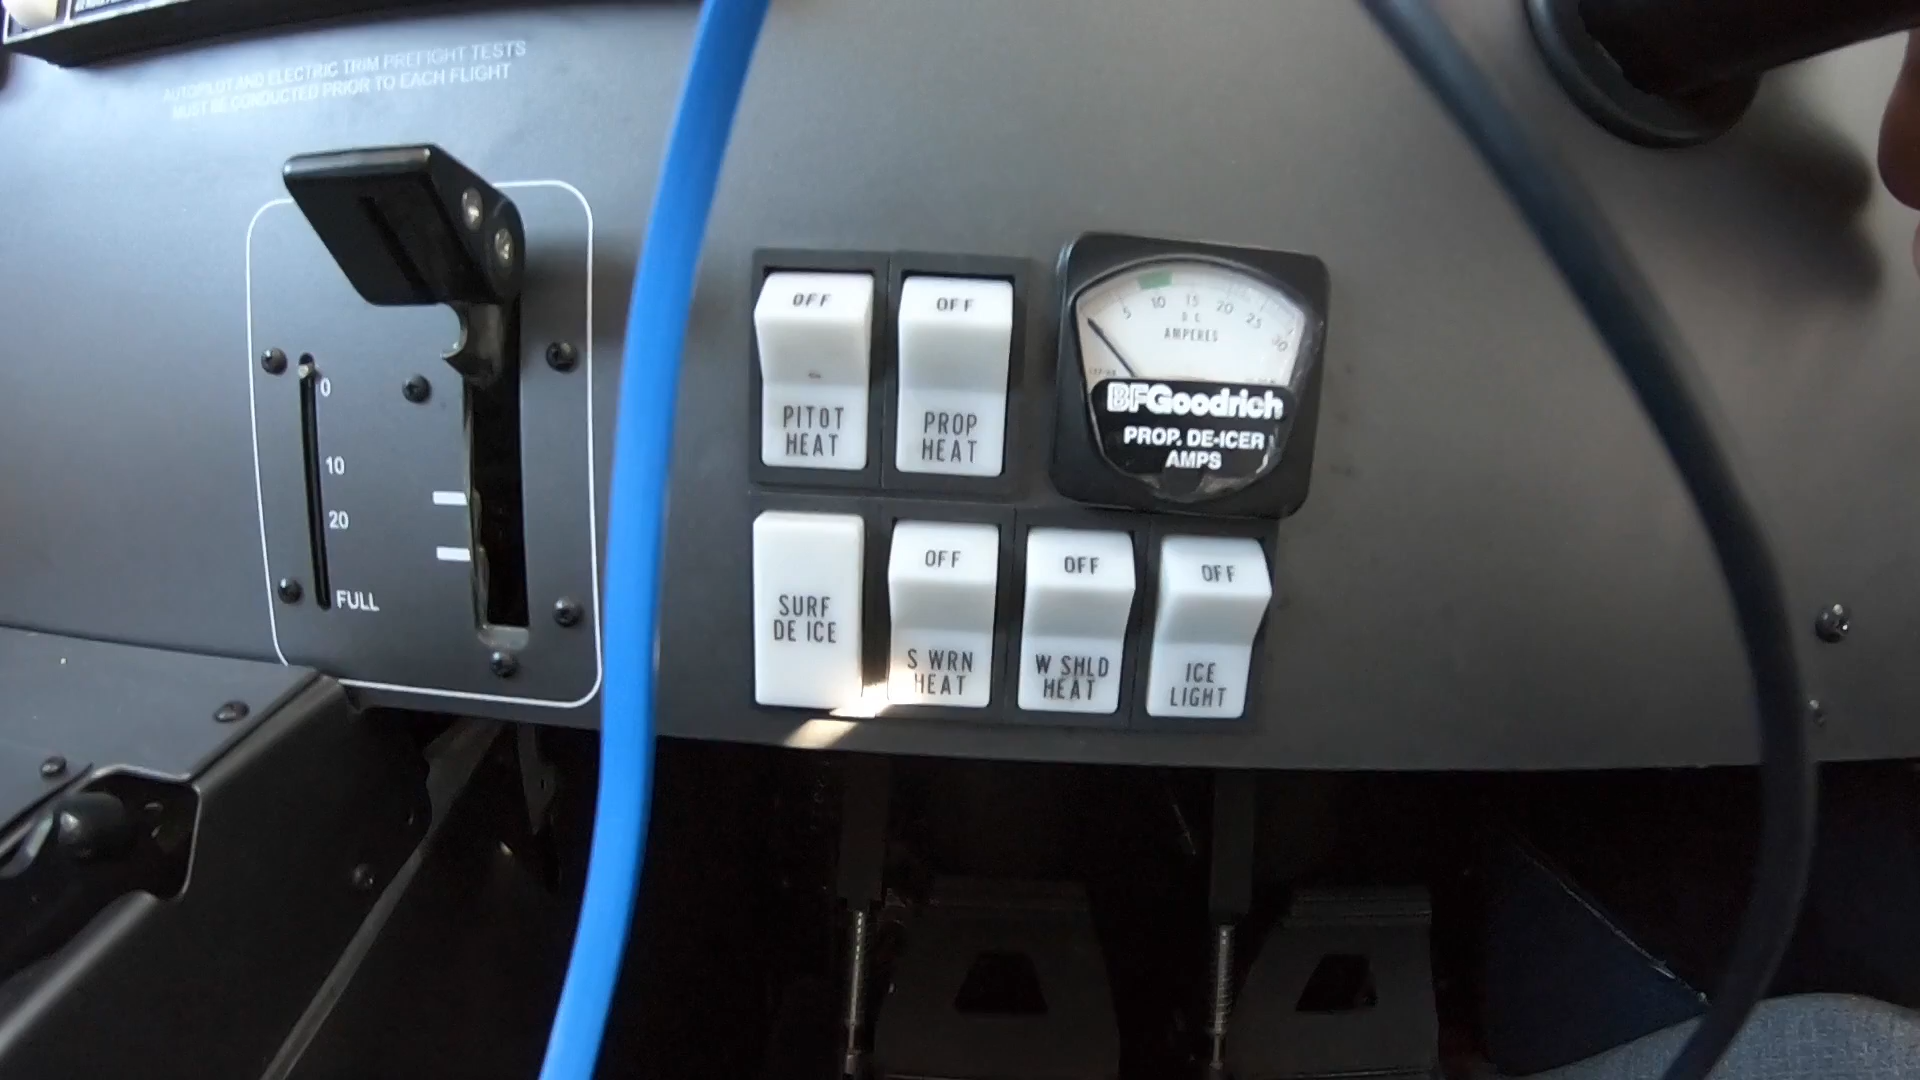 AUTOPILOT AND ELECTRIC TRIM PREFIGHT TESTS
MUST BE CONDUCTED PRIOR TO EACH FLIGHT
0
10
20
FULL
OFF
PITOT
HEAT
OFF
PROP
HEAT
5 10 15 20 25 30
D.C.
AMPERES
BFGoodrich
PROP. DE-ICER
AMPS
SURF
DE ICE
OFF
S WRN
HEAT
OFF
W SHLD
HEAT
OFF
ICE
LIGHT